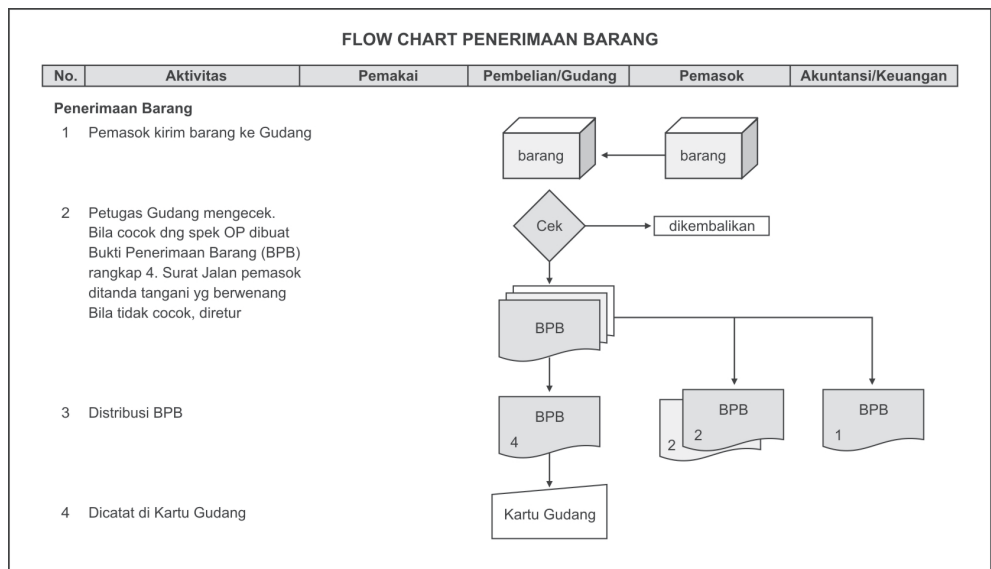 FLOW CHART PENERIMAAN BARANG
No. Aktivitas Pemakai Pembelian/Gudang Pemasok Akuntansi/Keuangan
Penerimaan Barang
1 Pemasok kirim barang ke Gudang
barang barang
2 Petugas Gudang mengecek.
Bila cocok dng spek OP dibuat
Bukti Penerimaan Barang (BPB)
rangkap 4. Surat Jalan pemasok
ditanda tangani yg berwenang
Bila tidak cocok, diretur
Cek dikembalikan
BPB
3 Distribusi BPB
BPB BPB BPB
4 2 2 1
4 Dicatat di Kartu Gudang
Kartu Gudang